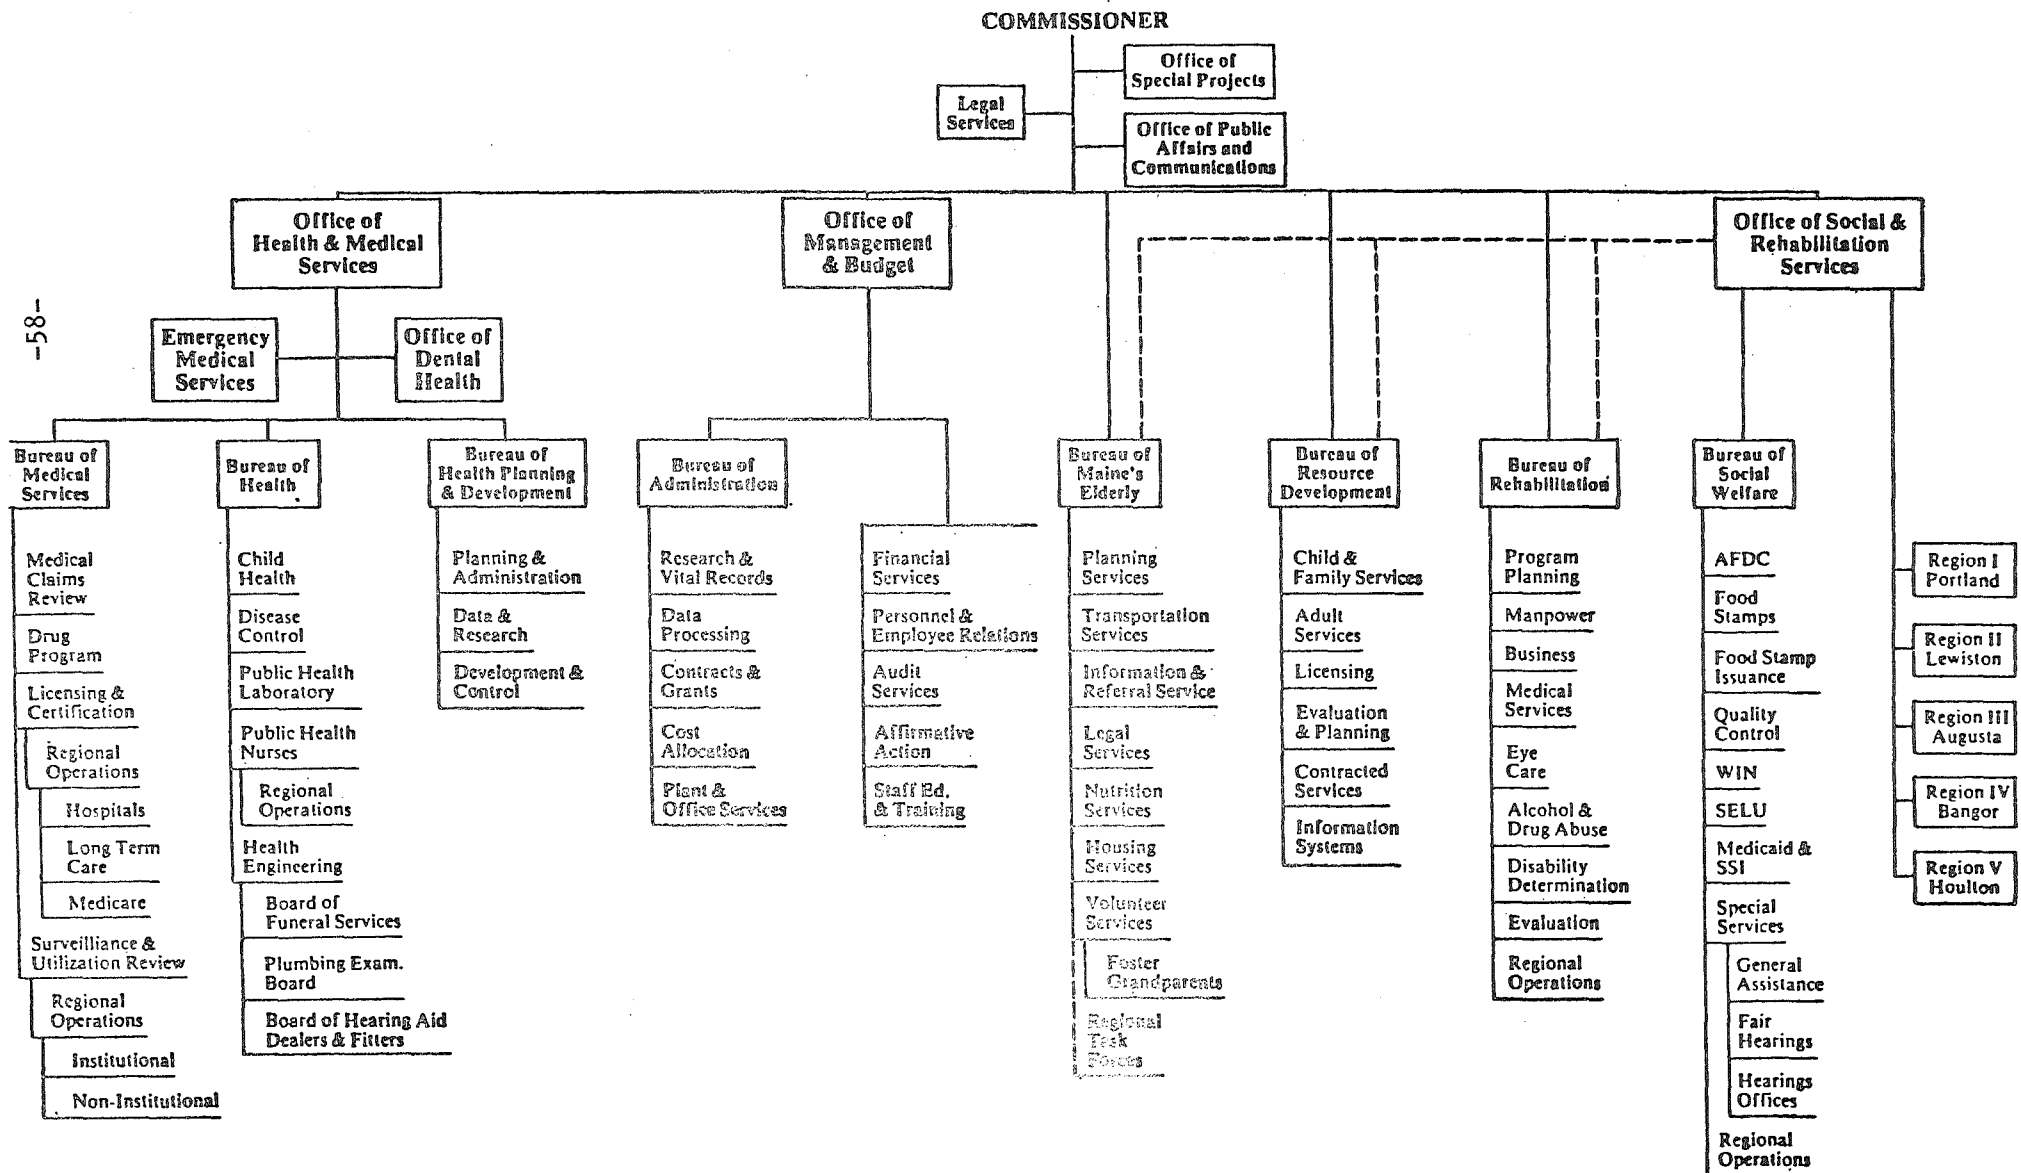 COMMISSIONER
Office of
Special Projects
Legal
Services
Office of Public
Affairs and
Communications
Office of
Health & Medical
Services
Office of
Management
& Budget
Office of Social &
Rehabilitation
Services
-58-
Emergency
Medical
Services
Office of
Dental
Health
Bureau of
Medical
Services
Medical
Claims
Review
Drug
Program
Licensing &
Certification
Regional
Operations
Hospitals
Long Term
Care
Medicare
Surveilliance &
Utilization Review
Regional
Operations
Institutional
Non-Institutional
Bureau of
Health
Child
Health
Disease
Control
Public Health
Laboratory
Public Health
Nurses
Regional
Operations
Health
Engineering
Board of
Funeral Services
Plumbing Exam.
Board
Board of Hearing Aid
Dealers & Fitters
Bureau of
Health Planning
& Development
Planning &
Administration
Data &
Research
Development &
Control
Bureau of
Administration
Research &
Vital Records
Data
Processing
Contracts &
Grants
Cost
Allocation
Plant &
Office Services
Financial
Services
Personnel &
Employee Relations
Audit
Services
Affirmative
Action
Staff Ed.
& Training
Bureau of
Maine's
Elderly
Planning
Services
Transportation
Services
Information &
Referral Service
Legal
Services
Nutrition
Services
Housing
Services
Volunteer
Services
Foster
Grandparents
Regional
Task
Forces
Bureau of
Resource
Development
Child &
Family Services
Adult
Services
Licensing
Evaluation
& Planning
Contracted
Services
Information
Systems
Bureau of
Rehabilitation
Program
Planning
Manpower
Business
Medical
Services
Eye
Care
Alcohol &
Drug Abuse
Disability
Determination
Evaluation
Regional
Operations
Bureau of
Social
Welfare
AFDC
Food
Stamps
Food Stamp
Issuance
Quality
Control
WIN
SELU
Medicaid &
SSI
Special
Services
General
Assistance
Fair
Hearings
Hearings
Offices
Regional
Operations
Region I
Portland
Region II
Lewiston
Region III
Augusta
Region IV
Bangor
Region V
Houlton